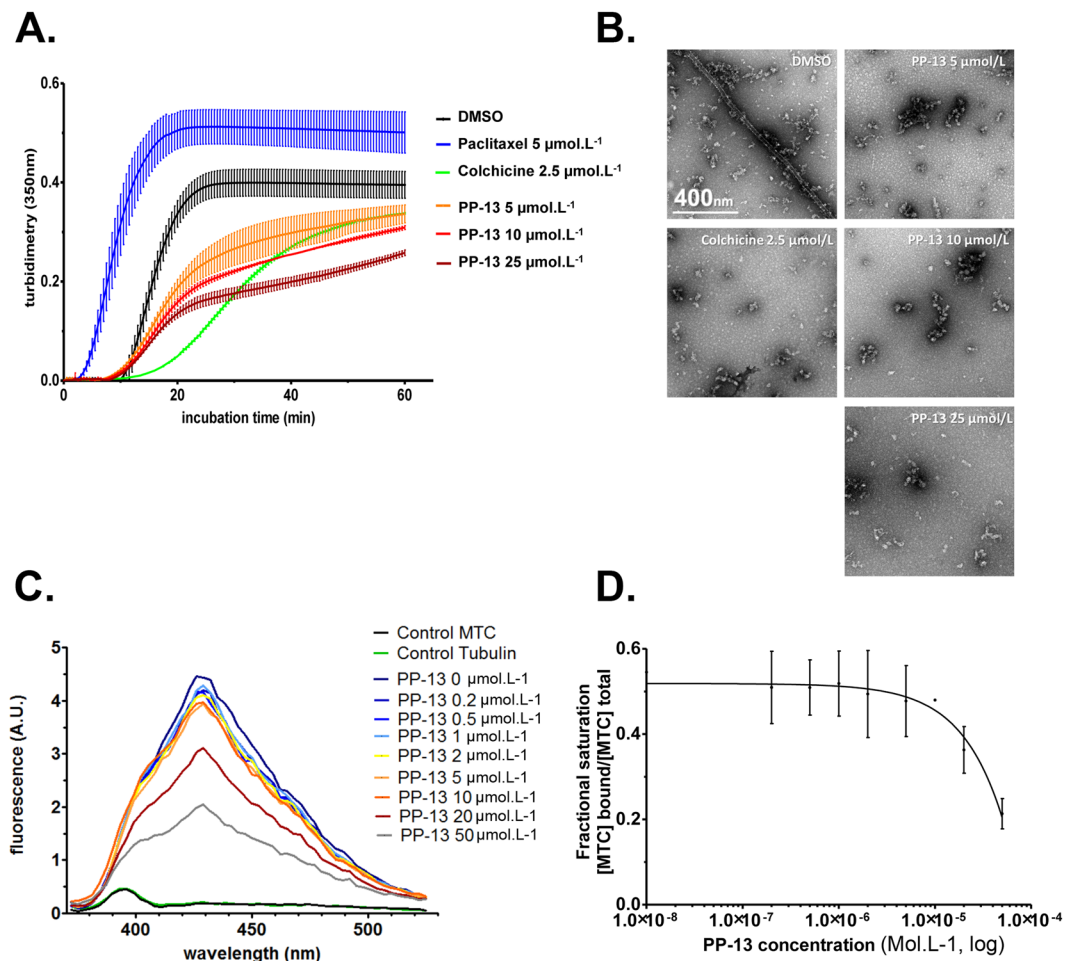 A.
0.6
0.4
0.2
0.0
0
20
40
60
turbidimetry (350nm)
incubation time (min)
DMSO
Paclitaxel 5 µmol.L-1
Colchicine 2.5 µmol.L-1
PP-13 5 µmol.L-1
PP-13 10 µmol.L-1
PP-13 25 µmol.L-1
B.
DMSO
400nm
PP-13 5 µmol/L
Colchicine 2.5 µmol/L
PP-13 10 µmol/L
PP-13 25 µmol/L
C.
5
4
3
2
1
0
400
450
500
fluorescence (A.U.)
wavelength (nm)
Control MTC
Control Tubulin
PP-13 0 µmol.L-1
PP-13 0.2 µmol.L-1
PP-13 0.5 µmol.L-1
PP-13 1 µmol.L-1
PP-13 2 µmol.L-1
PP-13 5 µmol.L-1
PP-13 10 µmol.L-1
PP-13 20 µmol.L-1
PP-13 50 µmol.L-1
D.
0.6
0.4
0.2
0.0
Fractional saturation
[MTC] bound/[MTC] total
1.0×10-8
1.0×10-7
1.0×10-6
1.0×10-5
1.0×10-4
PP-13 concentration (Mol.L-1, log)